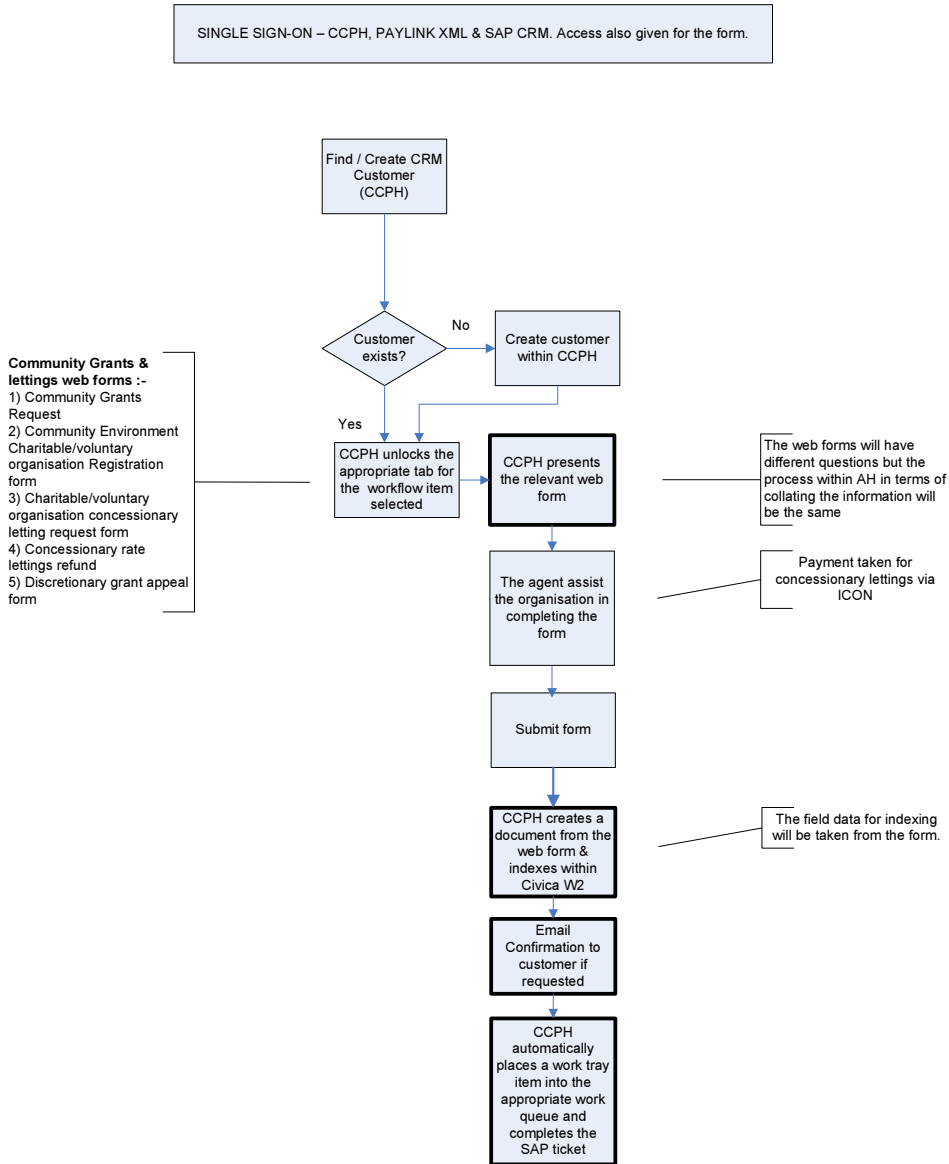 SINGLE SIGN-ON – CCPH, PAYLINK XML & SAP CRM. Access also given for the form.
Find / Create CRM
Customer
(CCPH)
Customer
exists?
No
Create customer
within CCPH
Yes
Community Grants &
lettings web forms :-
1) Community Grants
Request
2) Community Environment
Charitable/voluntary
organisation Registration
form
3) Charitable/voluntary
organisation concessionary
letting request form
4) Concessionary rate
lettings refund
5) Discretionary grant appeal
form
CCPH unlocks the
appropriate tab for
the workflow item
selected
CCPH presents
the relevant web
form
The web forms will have
different questions but the
process within AH in terms of
collating the information will
be the same
The agent assist
the organisation in
completing the
form
Payment taken for
concessionary lettings via
ICON
Submit form
CCPH creates a
document from the
web form &
indexes within
Civica W2
The field data for indexing
will be taken from the form.
Email
Confirmation to
customer if
requested
CCPH
automatically
places a work tray
item into the
appropriate work
queue and
completes the
SAP ticket